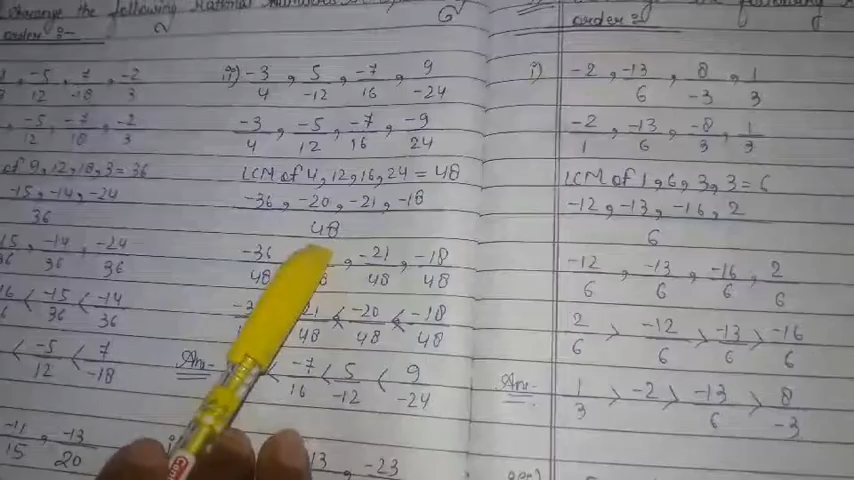 the following Rational
order :-
-5/12, 7/-18, -2/3
-5/12, -7/18, -2/3
of 9, 12, 18, 3 = 36
-15, -14, -24
36
-14/36, -24/36
< -15/36 < -14/36
< -5/12 < 7/-18
-11/15, -13/20
ii) -3/4, 5/-12, -7/16, 9/-24
-3/4, -5/12, -7/16, -9/24
LCM of 4, 12, 16, 24 = 48
-36, -20, -21, -18
48
-36/48, -21/48, -18/48
48 < -20/48 < -18/48
Ans- < -7/16 < 5/-12 < 9/-24
-23
order :-
i) -2, -13/6, 8/-3, 1/3
-2/1, -13/6, -8/3, 1/3
LCM of 1, 6, 3, 3 = 6
-12, -13, -16, 2
6
-12/6, -13/6, -16/6, 2/6
2/6 > -12/6 > -13/6 > -16/6
Ans- 1/3 > -2 > -13/6 > 8/-3